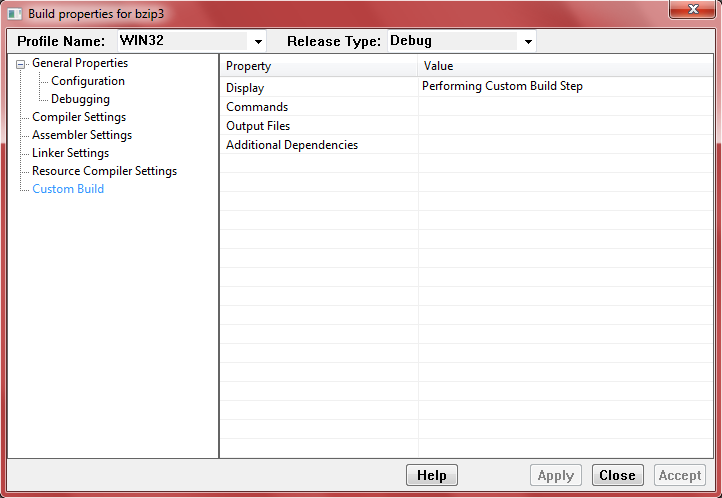 Build properties for bzip3
Profile Name: WIN32 Release Type: Debug
General Properties
Configuration
Debugging
Compiler Settings
Assembler Settings
Linker Settings
Resource Compiler Settings
Custom Build
Property Value
Display Performing Custom Build Step
Commands
Output Files
Additional Dependencies
Help Apply Close Accept